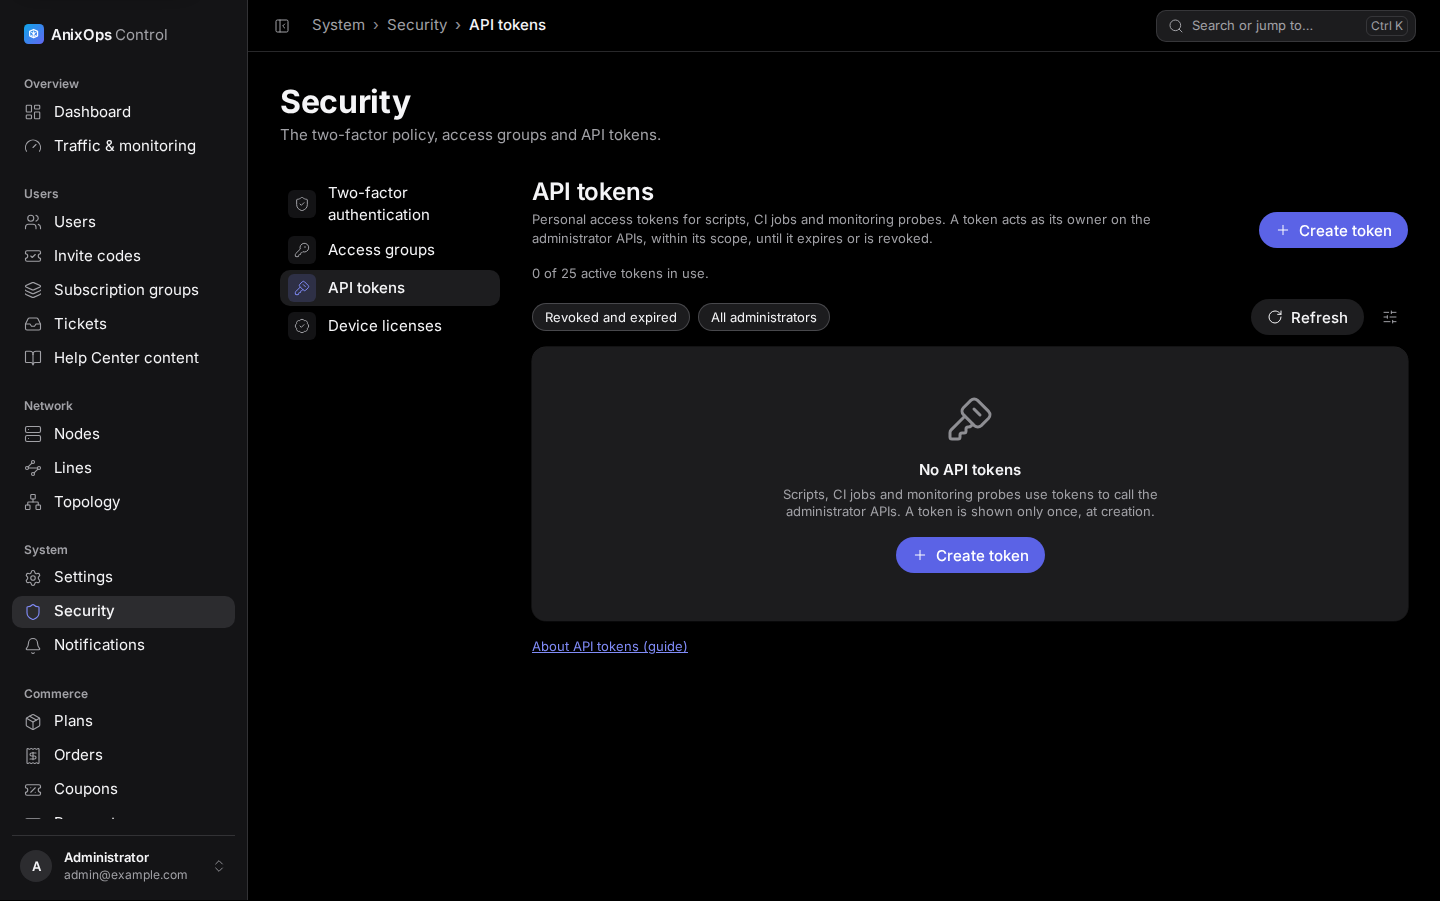 AnixOps Control
Overview
Dashboard
Traffic & monitoring
Users
Users
Invite codes
Subscription groups
Tickets
Help Center content
Network
Nodes
Lines
Topology
System
Settings
Security
Notifications
Commerce
Plans
Orders
Coupons
A
Administrator
admin@example.com
System › Security › API tokens
Search or jump to...
Ctrl K
Security
The two-factor policy, access groups and API tokens.
Two-factor
authentication
Access groups
API tokens
Device licenses
API tokens
Personal access tokens for scripts, CI jobs and monitoring probes. A token acts as its owner on the
administrator APIs, within its scope, until it expires or is revoked.
Create token
0 of 25 active tokens in use.
Revoked and expired
All administrators
Refresh
No API tokens
Scripts, CI jobs and monitoring probes use tokens to call the
administrator APIs. A token is shown only once, at creation.
Create token
About API tokens (guide)